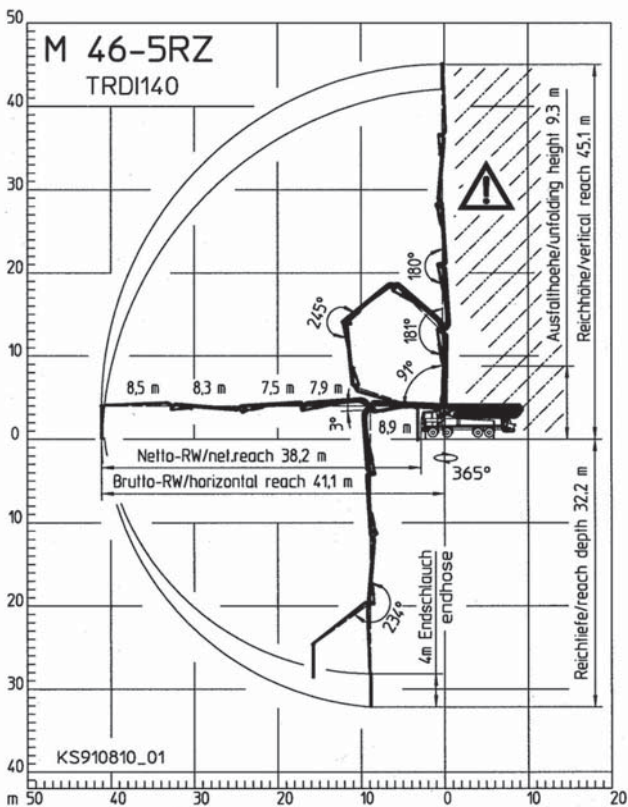 50
M 46-5RZ
TRDI140
40
30
20
10
0
10
20
30
40
Ausfalthoehe/unfolding height 9.3 m
Reichhöhe/vertical reach 45.1 m
180°
245°
181°
91°
8,5 m
8,3 m
7,5 m
7,9 m
3°
8,9 m
Netto-RW/net.reach 38,2 m
365°
Brutto-RW/horizontal reach 41,1 m
Reichtiefe/reach depth 32.2 m
4m Endschlauch
endhose
234°
KS910810_01
m 50 40 30 20 10 0 10 20